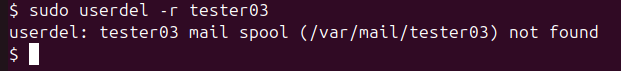 $ sudo userdel -r tester03
userdel: tester03 mail spool (/var/mail/tester03) not found
$